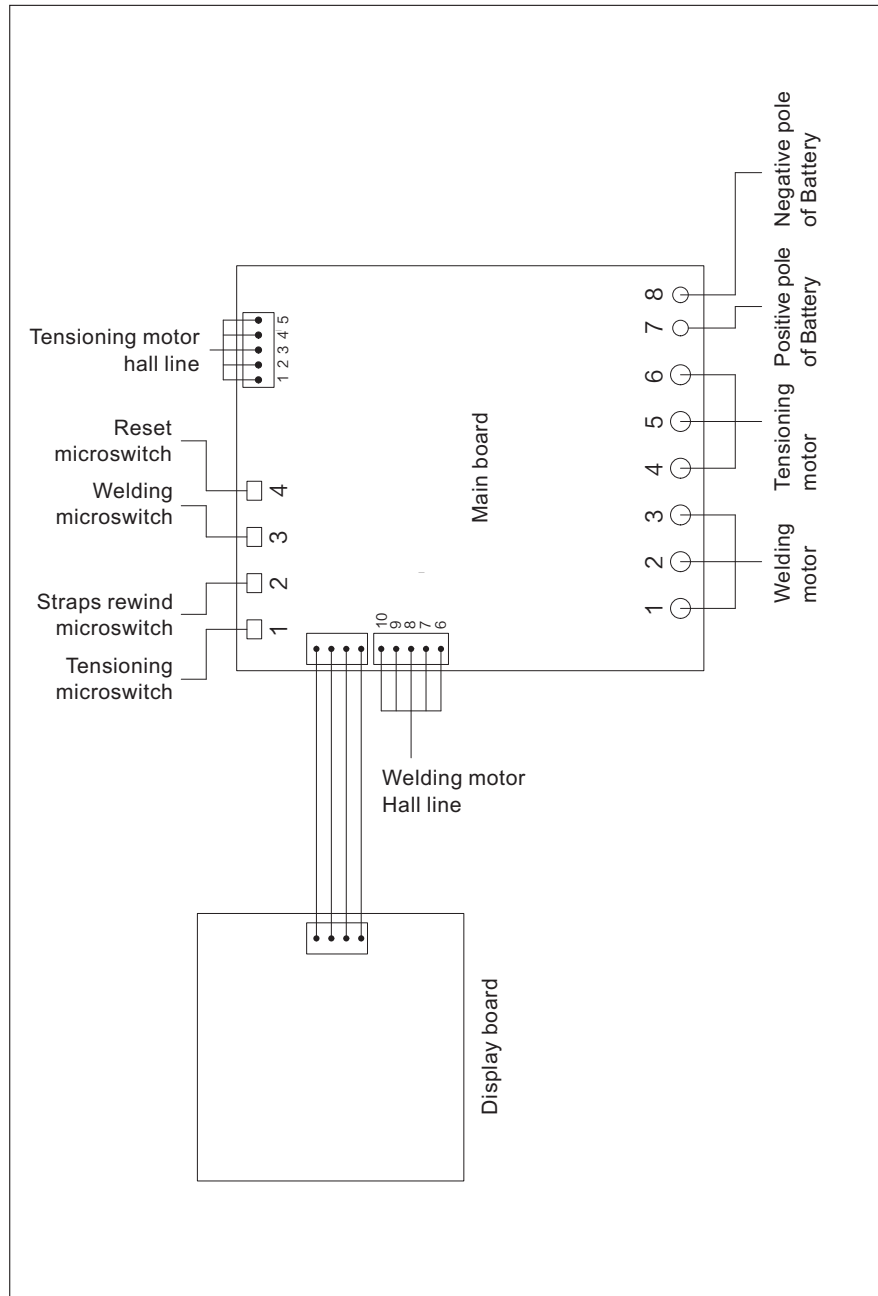 Negative pole
of Battery
Positive pole
of Battery
Tensioning
motor
Welding
motor
8
7
6
5
4
3
2
1
Main board
Tensioning motor
hall line
1 2 3 4 5
Reset
microswitch
4
Welding
microswitch
3
Straps rewind
microswitch
2
Tensioning
microswitch
1
10
9
8
7
6
Welding motor
Hall line
Display board